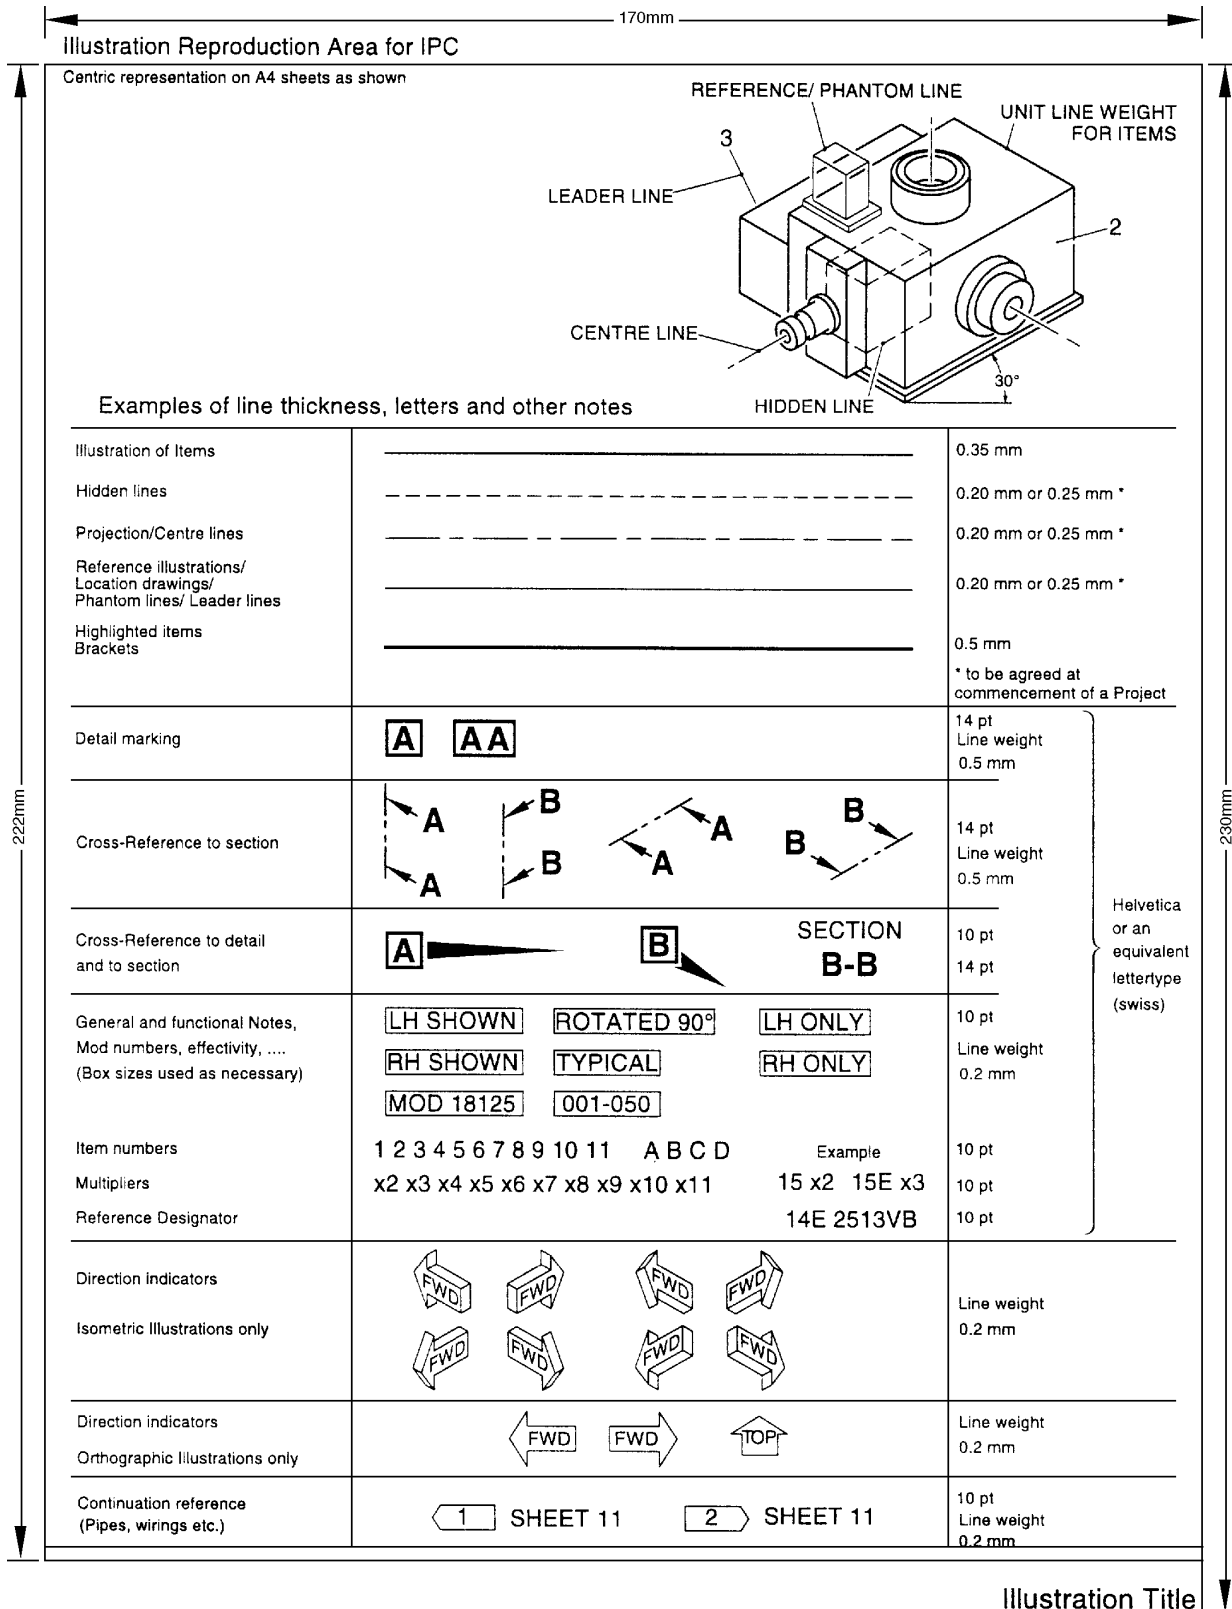 170mm
Illustration Reproduction Area for IPC
Centric representation on A4 sheets as shown
REFERENCE/ PHANTOM LINE
UNIT LINE WEIGHT
FOR ITEMS
3
LEADER LINE
2
CENTRE LINE
30°
HIDDEN LINE
Examples of line thickness, letters and other notes
Illustration of Items
0.35 mm
Hidden lines
0.20 mm or 0.25 mm *
Projection/Centre lines
0.20 mm or 0.25 mm *
Reference illustrations/
Location drawings/
Phantom lines/ Leader lines
0.20 mm or 0.25 mm *
Highlighted items
Brackets
0.5 mm
* to be agreed at
commencement of a Project
Detail marking
A AA
14 pt
Line weight
0.5 mm
222mm
230mm
Cross-Reference to section
A B A B
A B A B
14 pt
Line weight
0.5 mm
Helvetica
or an
equivalent
lettertype
(swiss)
Cross-Reference to detail
and to section
A B
SECTION
B-B
10 pt
14 pt
General and functional Notes,
Mod numbers, effectivity, ....
(Box sizes used as necessary)
LH SHOWN ROTATED 90° LH ONLY
RH SHOWN TYPICAL RH ONLY
MOD 18125 001-050
10 pt
Line weight
0.2 mm
Item numbers
1 2 3 4 5 6 7 8 9 10 11 A B C D
Example
10 pt
Multipliers
x2 x3 x4 x5 x6 x7 x8 x9 x10 x11
15 x2 15E x3
10 pt
Reference Designator
14E 2513VB
10 pt
Direction indicators
Isometric Illustrations only
FWD FWD FWD FWD
FWD FWD FWD FWD
Line weight
0.2 mm
Direction indicators
Orthographic Illustrations only
FWD FWD TOP
Line weight
0.2 mm
Continuation reference
(Pipes, wirings etc.)
1 SHEET 11 2 SHEET 11
10 pt
Line weight
0.2 mm
Illustration Title